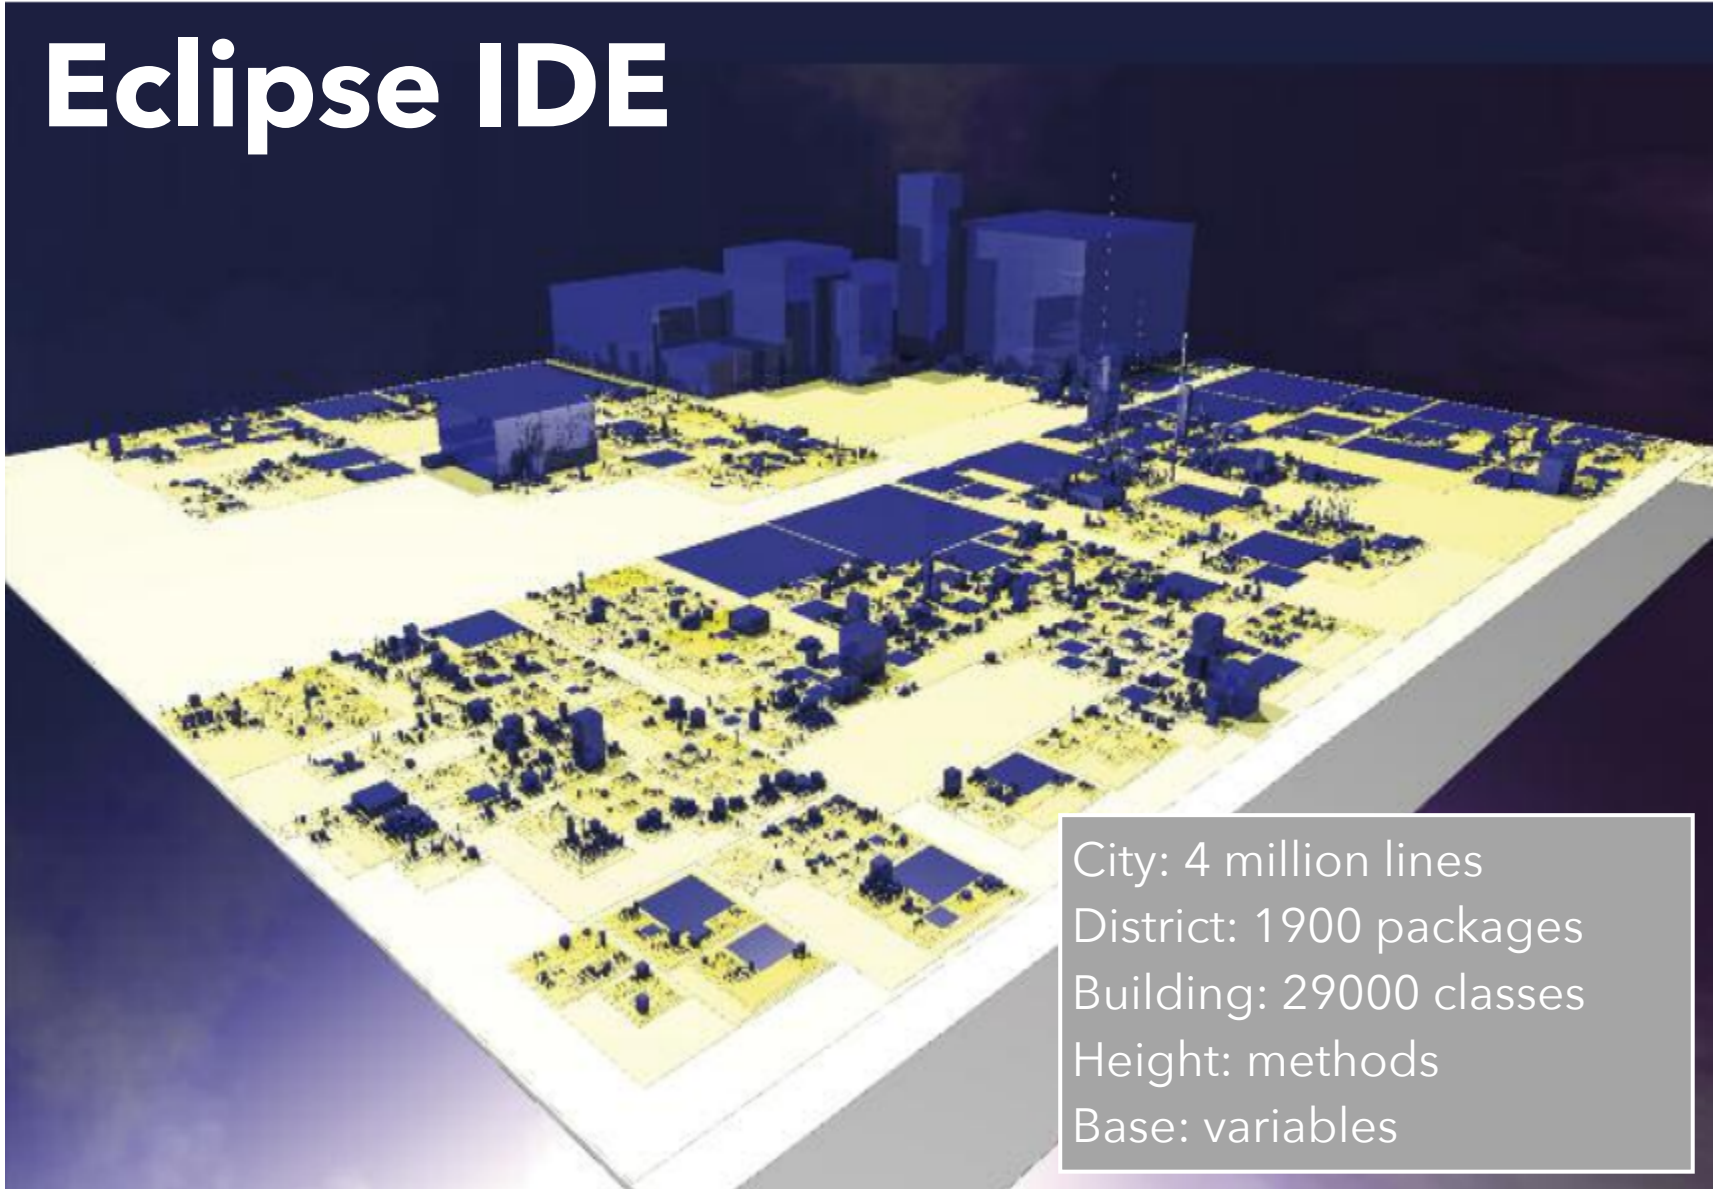 Eclipse IDE
City: 4 million lines
District: 1900 packages
Building: 29000 classes
Height: methods
Base: variables